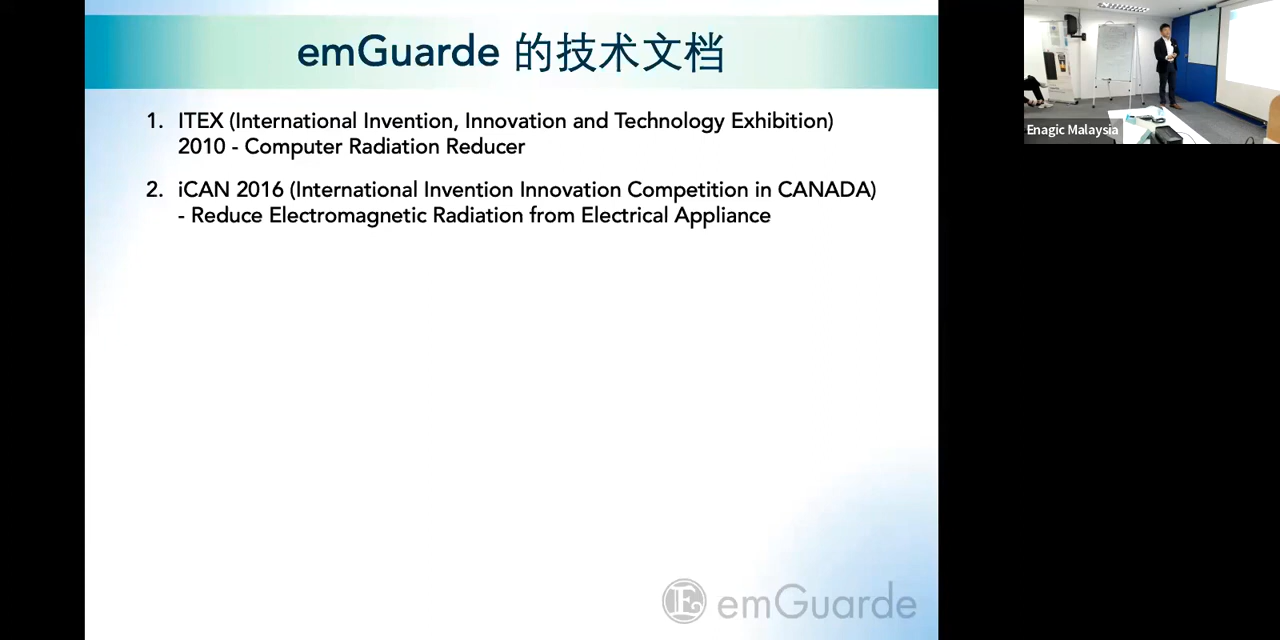 emGuarde 的技术文档
1. ITEX (International Invention, Innovation and Technology Exhibition)
2010 - Computer Radiation Reducer
2. iCAN 2016 (International Invention Innovation Competition in CANADA)
- Reduce Electromagnetic Radiation from Electrical Appliance
Enagic Malaysia
E emGuarde